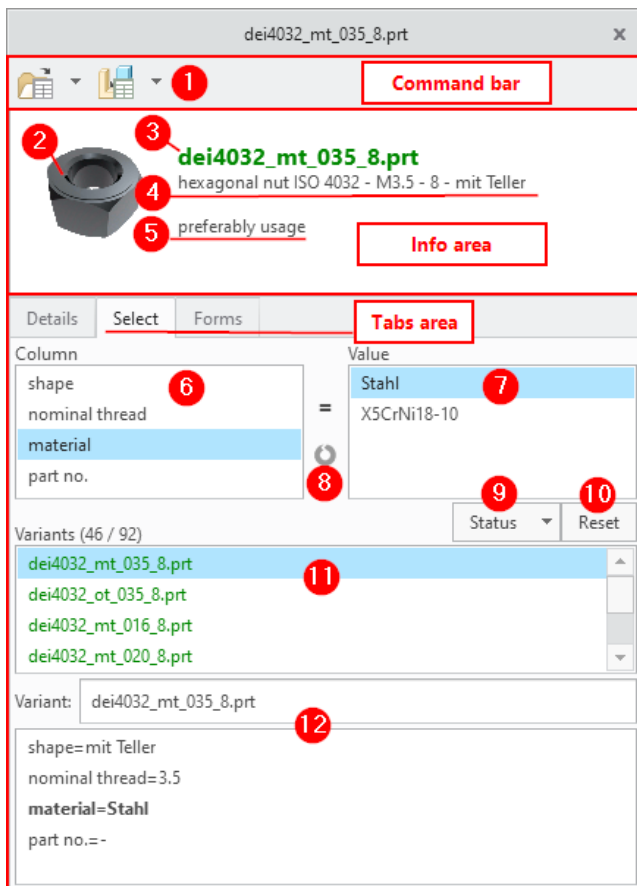 dei4032_mt_035_8.prt x
1 Command bar
2
3
dei4032_mt_035_8.prt
4 hexagonal nut ISO 4032 - M3.5 - 8 - mit Teller
5 preferably usage
Info area
Details Select Forms Tabs area
Column Value
shape 6 Stahl 7
nominal thread = X5CrNi18-10
material
part no. 8
9 10
Status Reset
Variants (46 / 92)
dei4032_mt_035_8.prt 11
dei4032_ot_035_8.prt
dei4032_mt_016_8.prt
dei4032_mt_020_8.prt
Variant: dei4032_mt_035_8.prt
12
shape=mit Teller
nominal thread=3.5
material=Stahl
part no.=-